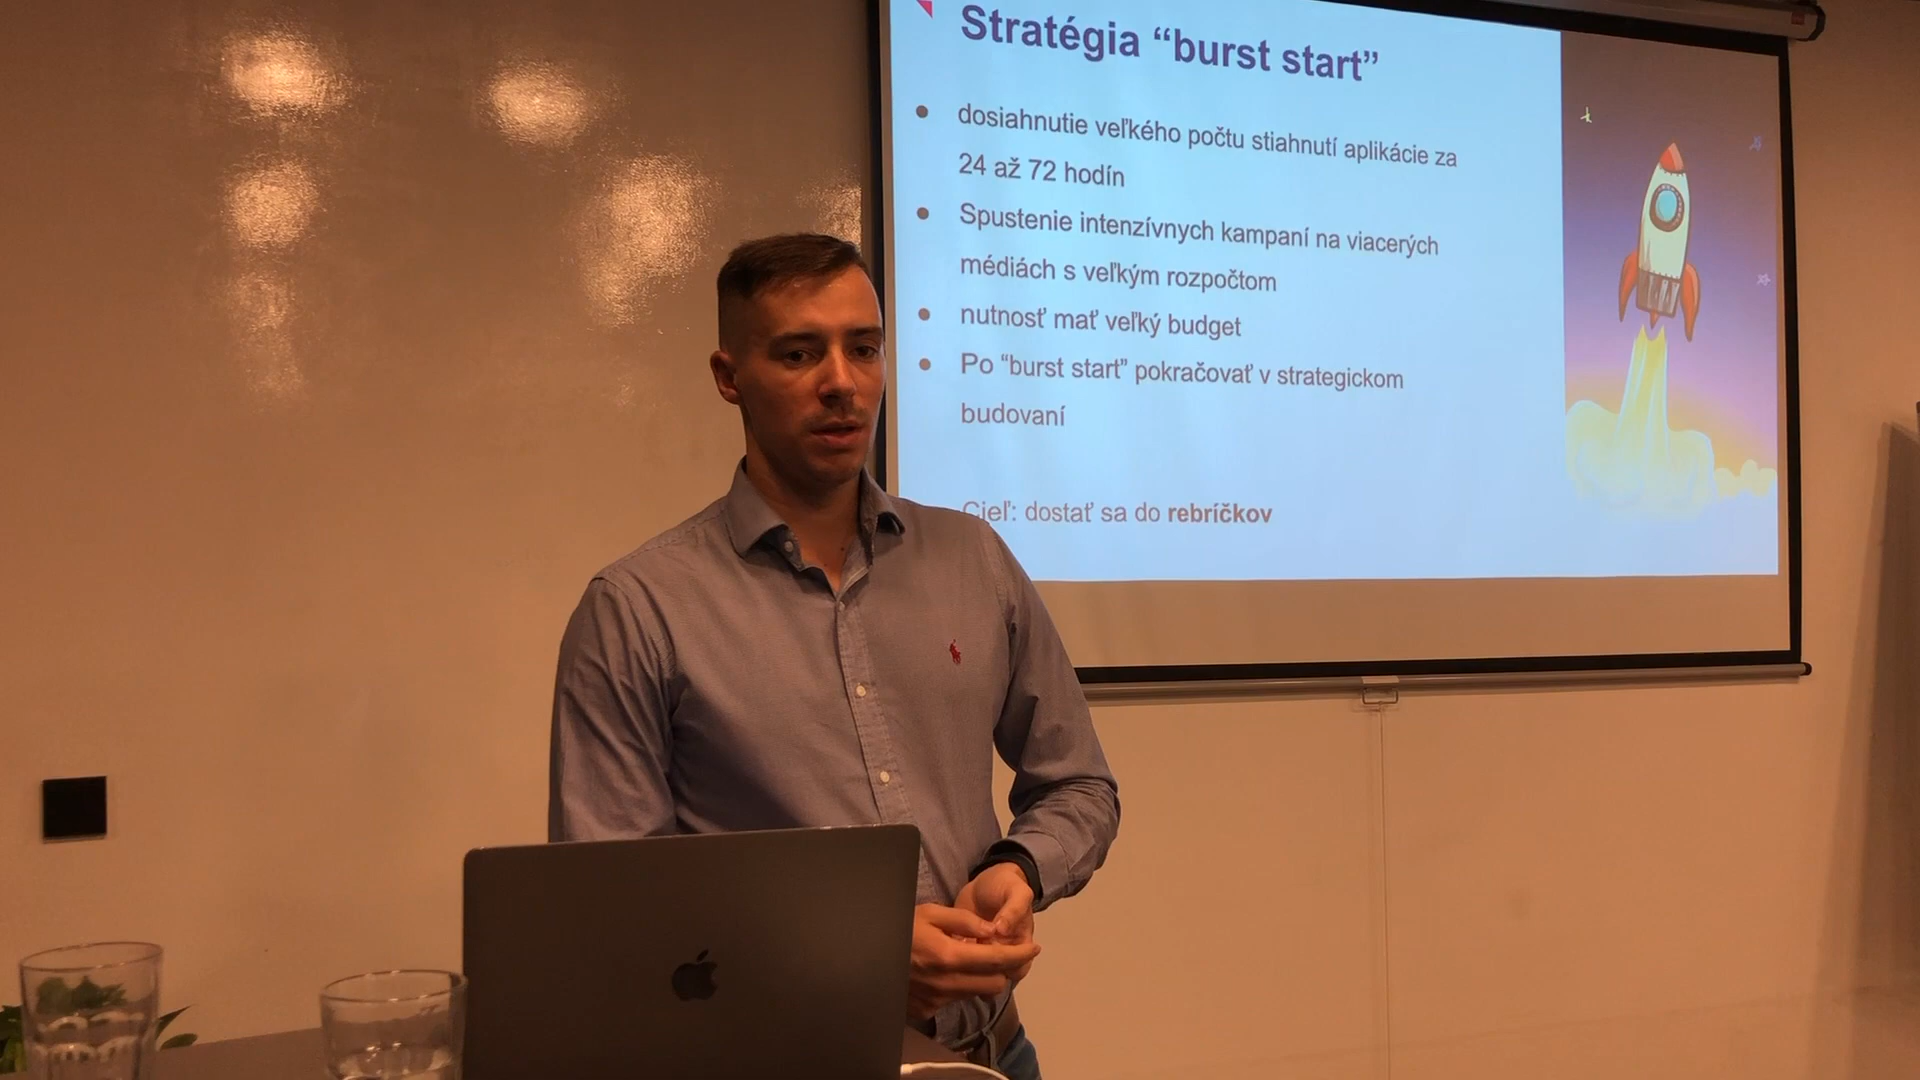 Stratégia “burst start”
dosiahnutie veľkého počtu stiahnutí aplikácie za
24 až 72 hodín
Spustenie intenzívnych kampaní na viacerých
médiách s veľkým rozpočtom
nutnosť mať veľký budget
Po “burst start” pokračovať v strategickom
budovaní
Cieľ: dostať sa do rebríčkov